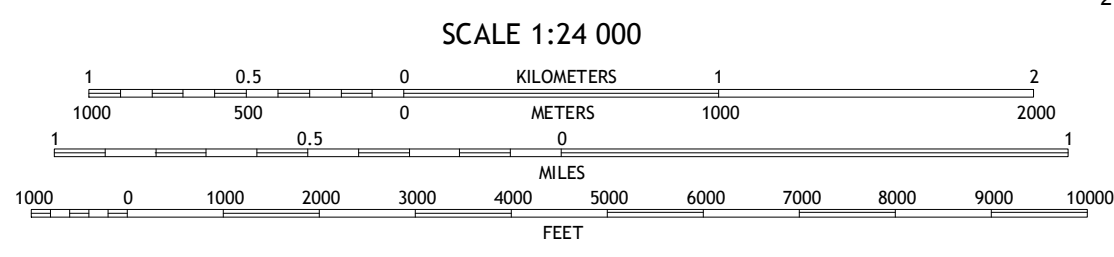 2
SCALE 1:24 000
1 0.5 0 KILOMETERS 1 2
1000 500 0 METERS 1000 2000
1 0.5 0 1
MILES
1000 0 1000 2000 3000 4000 5000 6000 7000 8000 9000 10000
FEET